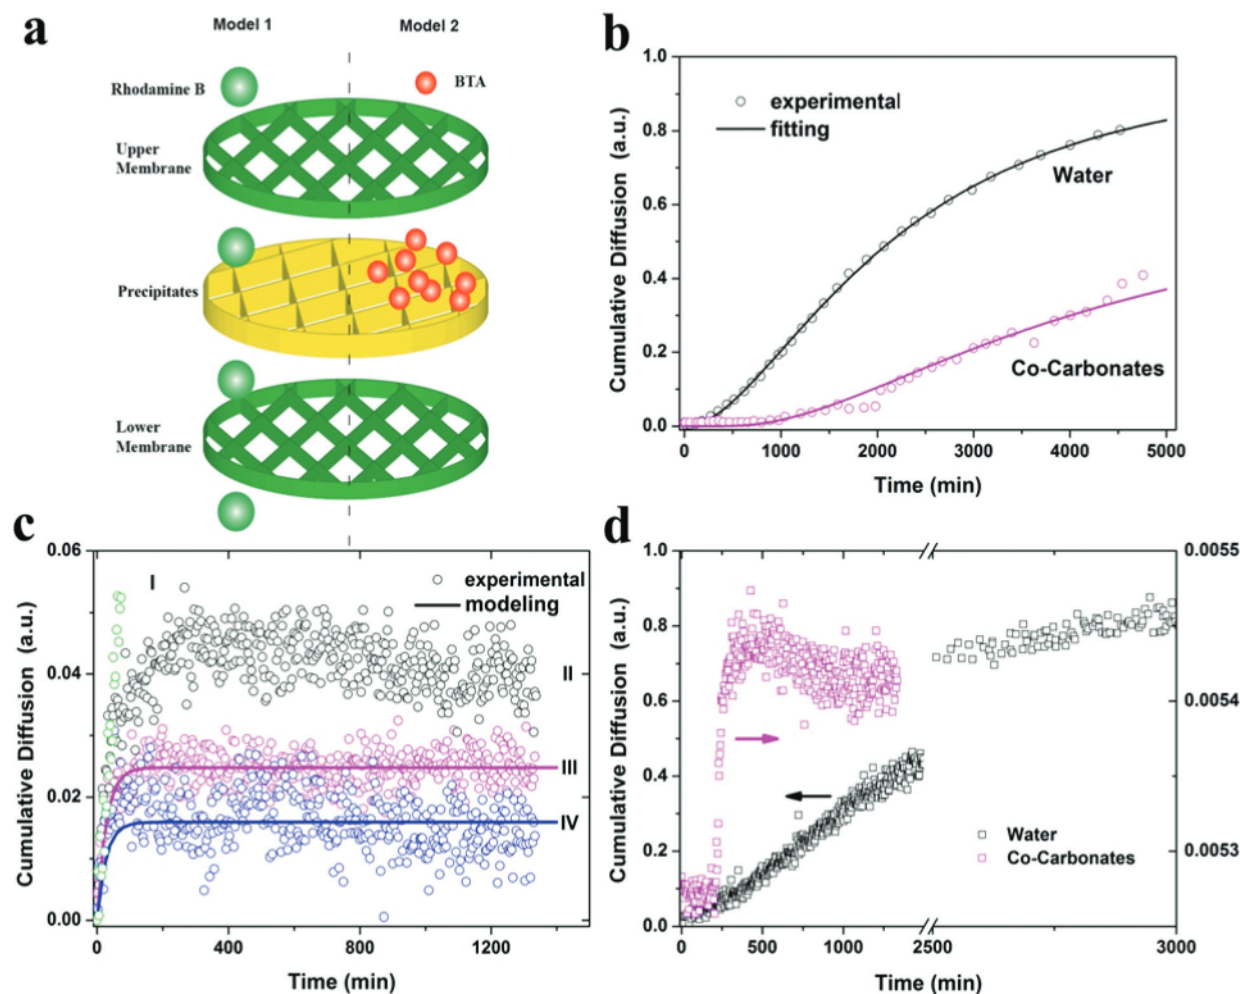 a
Model 1
Model 2
Rhodamine B
BTA
Upper
Membrane
Precipitates
Lower
Membrane
b
1.0
0.8
0.6
0.4
0.2
0.0
Cumulative Diffusion (a.u.)
experimental
fitting
Water
Co-Carbonates
0
1000
2000
3000
4000
5000
Time (min)
c
0.06
0.04
0.02
0.00
Cumulative Diffusion (a.u.)
I
experimental
modeling
II
III
IV
0
400
800
1200
Time (min)
d
1.0
0.8
0.6
0.4
0.2
0.0
Cumulative Diffusion (a.u.)
0.0055
0.0054
0.0053
Water
Co-Carbonates
0
500
1000
2500
3000
Time (min)